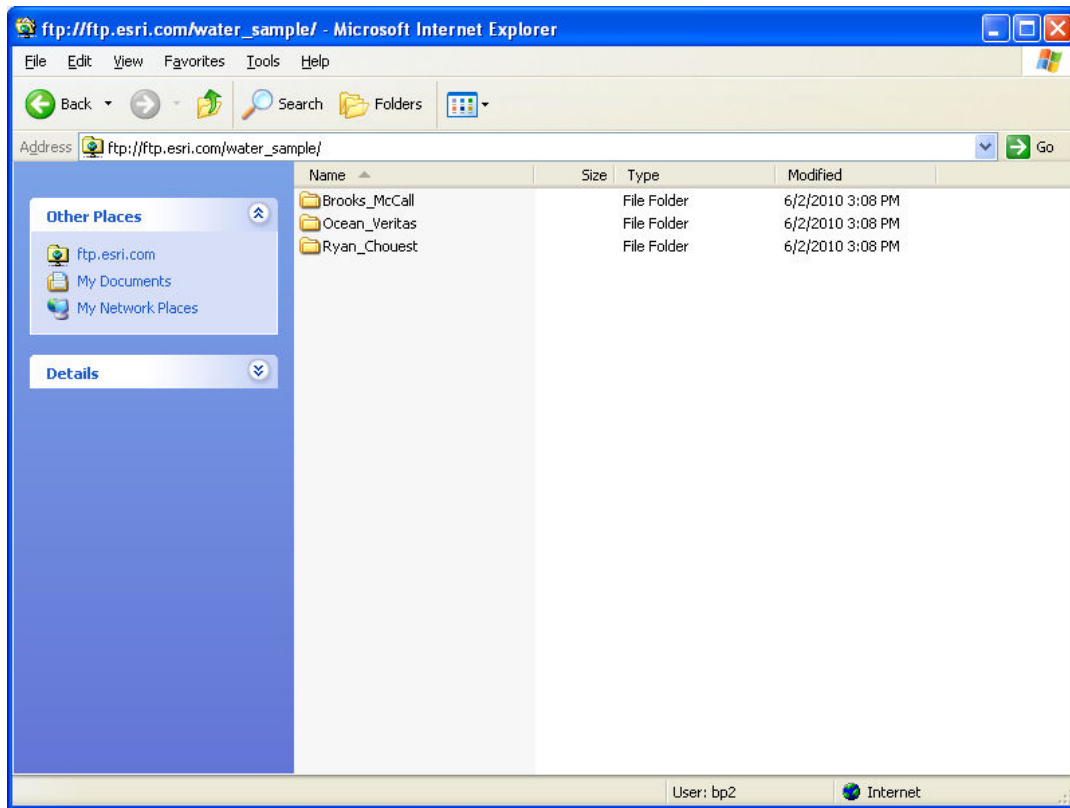 ftp://ftp.esri.com/water_sample/ - Microsoft Internet Explorer
File Edit View Favorites Tools Help
Back Search Folders
Address ftp://ftp.esri.com/water_sample/ Go
Name Size Type Modified
Other Places
ftp.esri.com
My Documents
My Network Places
Details
Brooks_McCall File Folder 6/2/2010 3:08 PM
Ocean_Veritas File Folder 6/2/2010 3:08 PM
Ryan_Chouest File Folder 6/2/2010 3:08 PM
User: bp2 Internet